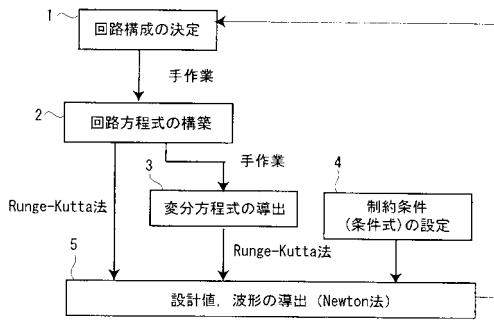 1
回路構成の決定
手作業
2
回路方程式の構築
手作業
3
4
Runge-Kutta法
変分方程式の導出
制約条件
(条件式)の設定
Runge-Kutta法
5
設計値，波形の導出（Newton法）